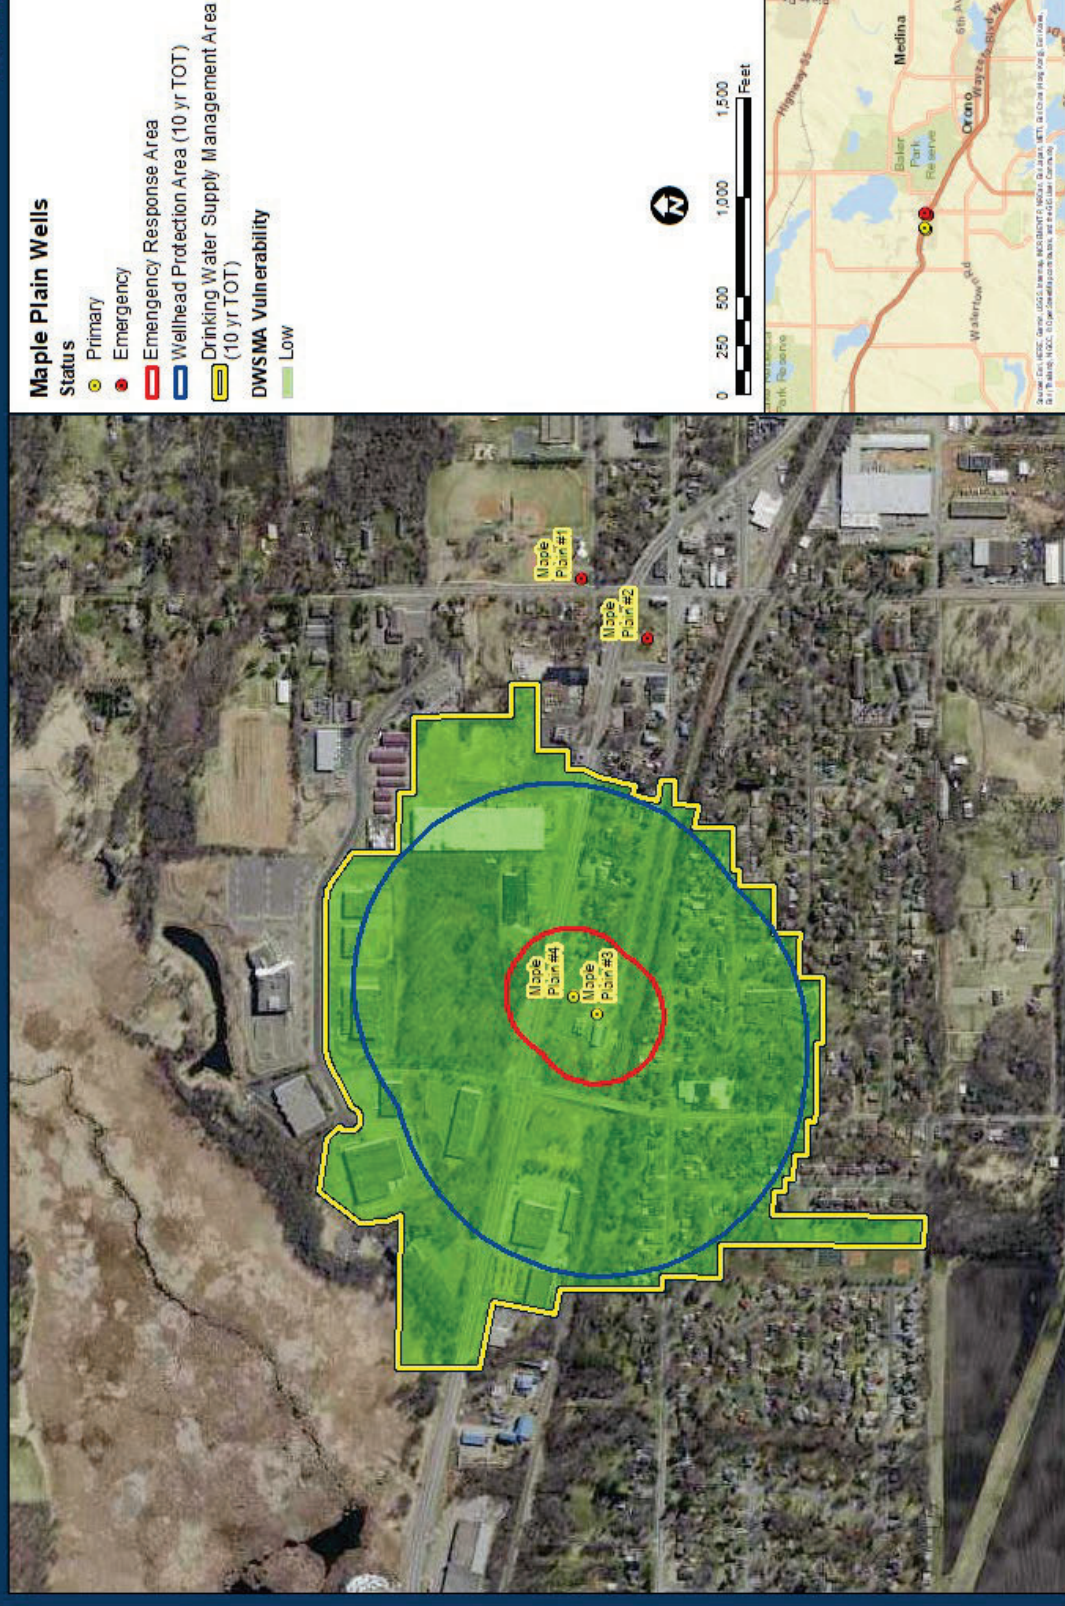 Maple Plain Wells
Status
Primary
Emergency
Emergency Response Area
Wellhead Protection Area (10 yr TOT)
Drinking Water Supply Management Area
(10 yr TOT)
DWSMA Vulnerability
Low
N
0 250 500 1,000 1,500
Feet
Maple
Plain #1
Maple
Plain #2
Maple
Plain #4
Maple
Plain #3
Highway 55
Medina
6th Av
Baker
Park
Reserve
Orono
Wayzata Blvd W
Watertown Rd
Park Reserve